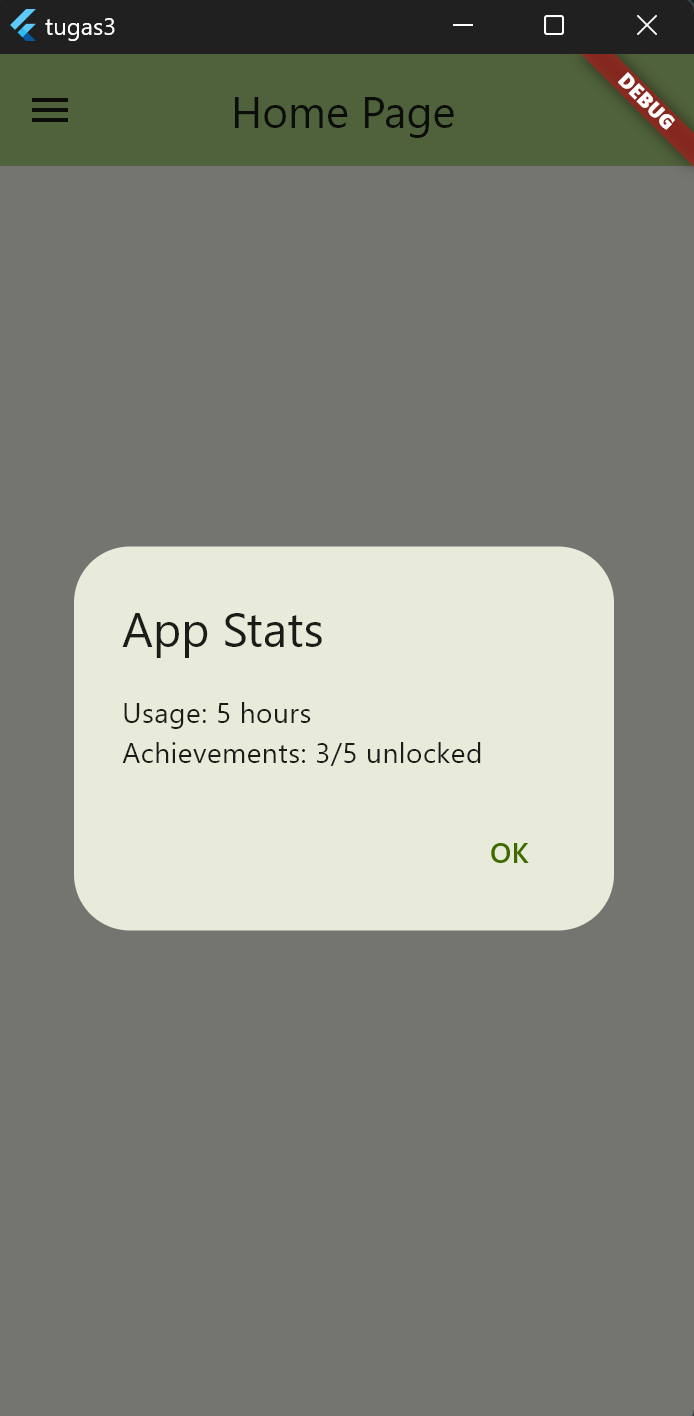 tugas3
Home Page
DEBUG
App Stats
Usage: 5 hours
Achievements: 3/5 unlocked
OK